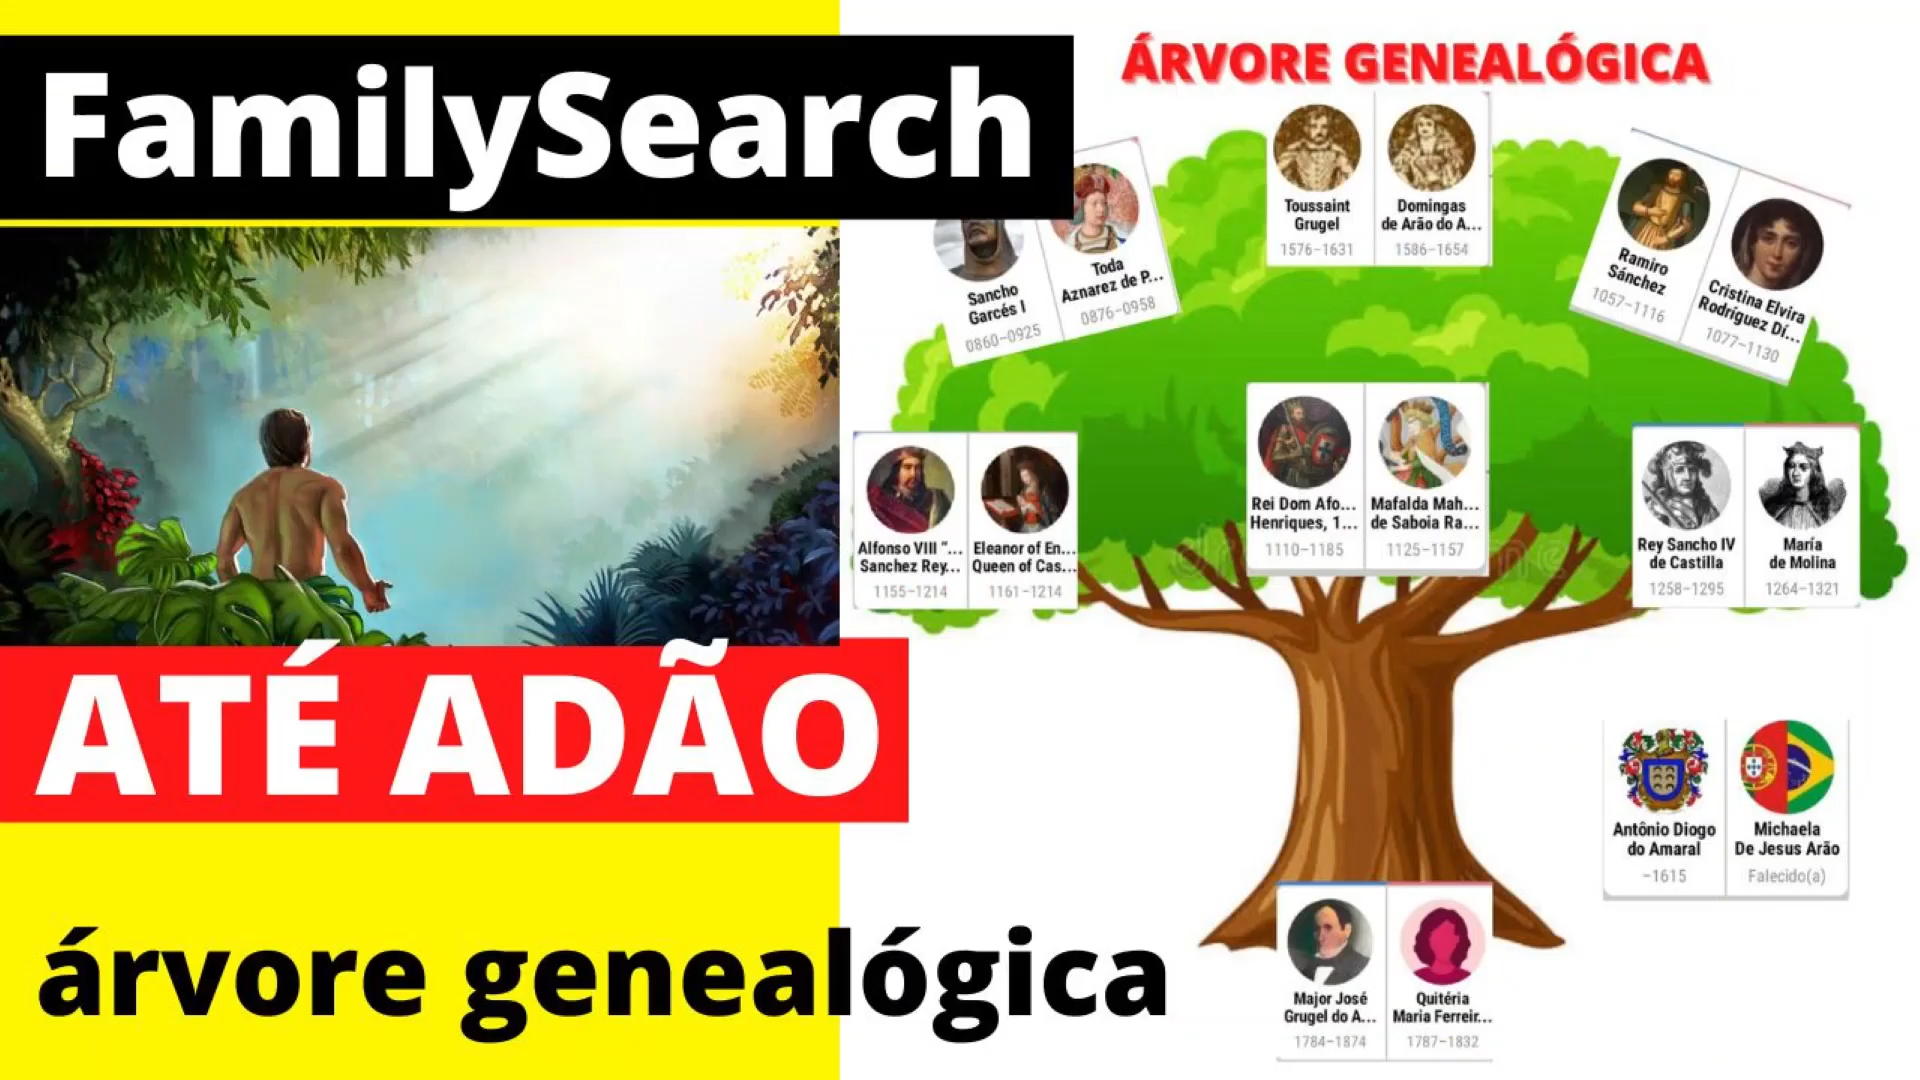 FamilySearch
ATÉ ADÃO
árvore genealógica
ÁRVORE GENEALÓGICA
Sancho
Garcés I
0860-0925
Toda
Aznarez de P...
0876-0958
Toussaint
Grugel
1576-1631
Domingas
de Arão do A...
1586-1654
Ramiro
Sánchez
1057-1116
Cristina Elvira
Rodríguez Dí...
1077-1130
Alfonso VIII "...
Sanchez Rey...
1155-1214
Eleanor of En...
Queen of Cas...
1161-1214
Rei Dom Afo...
Henriques, 1...
1110-1185
Mafalda Mah...
de Saboia Ra...
1125-1157
Rey Sancho IV
de Castilla
1258-1295
María
de Molina
1264-1321
Antônio Diogo
do Amaral
-1615
Michaela
De Jesus Arão
Falecido(a)
Major José
Grugel do A...
1784-1874
Quitéria
Maria Ferreir...
1787-1832